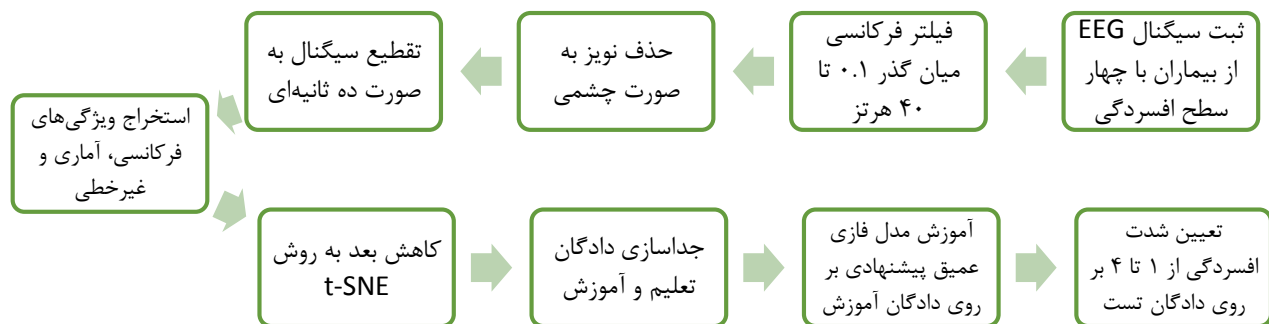 ثبت سیگنال EEG
از بیماران با چهار
سطح افسردگی
فیلتر فرکانسی
میان گذر ۰.۱ تا
۴۰ هرتز
حذف نویز به
صورت چشمی
تقطیع سیگنال به
صورت ده ثانیه‌ای
استخراج ویژگی‌های
فرکانسی، آماری و
غیرخطی
کاهش بعد به روش
t-SNE
جداسازی دادگان
تعلیم و آموزش
آموزش مدل فازی
عمیق پیشنهادی بر
روی دادگان آموزش
تعیین شدت
افسردگی از ۱ تا ۴ بر
روی دادگان تست